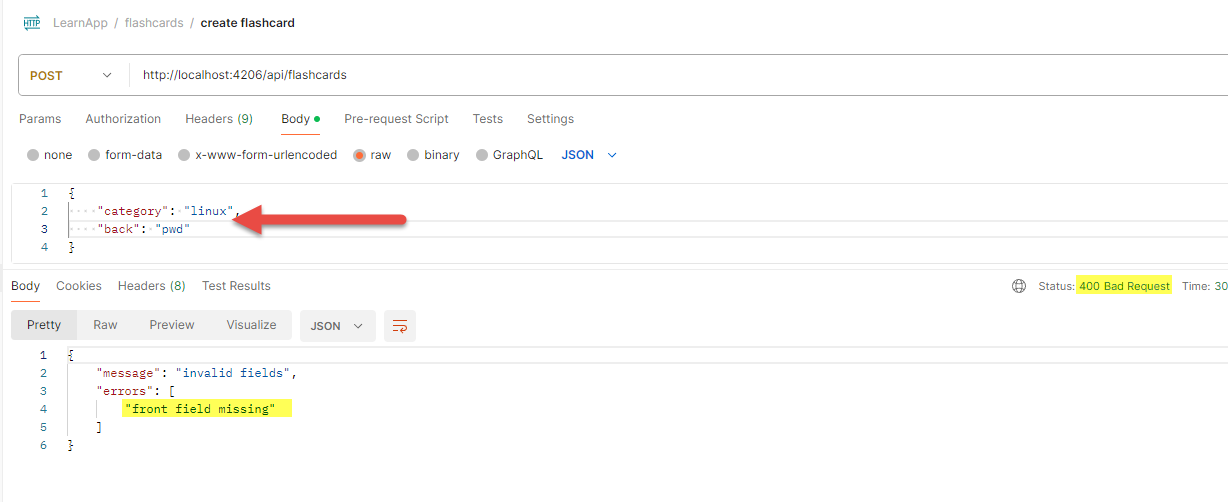 HTTP LearnApp / flashcards / create flashcard
POST http://localhost:4206/api/flashcards
Params Authorization Headers (9) Body Pre-request Script Tests Settings
none form-data x-www-form-urlencoded raw binary GraphQL JSON
1 {
2 "category": "linux",
3 "back": "pwd"
4 }
Body Cookies Headers (8) Test Results Status: 400 Bad Request Time: 30
Pretty Raw Preview Visualize JSON
1 {
2 "message": "invalid fields",
3 "errors": [
4 "front field missing"
5 ]
6 }